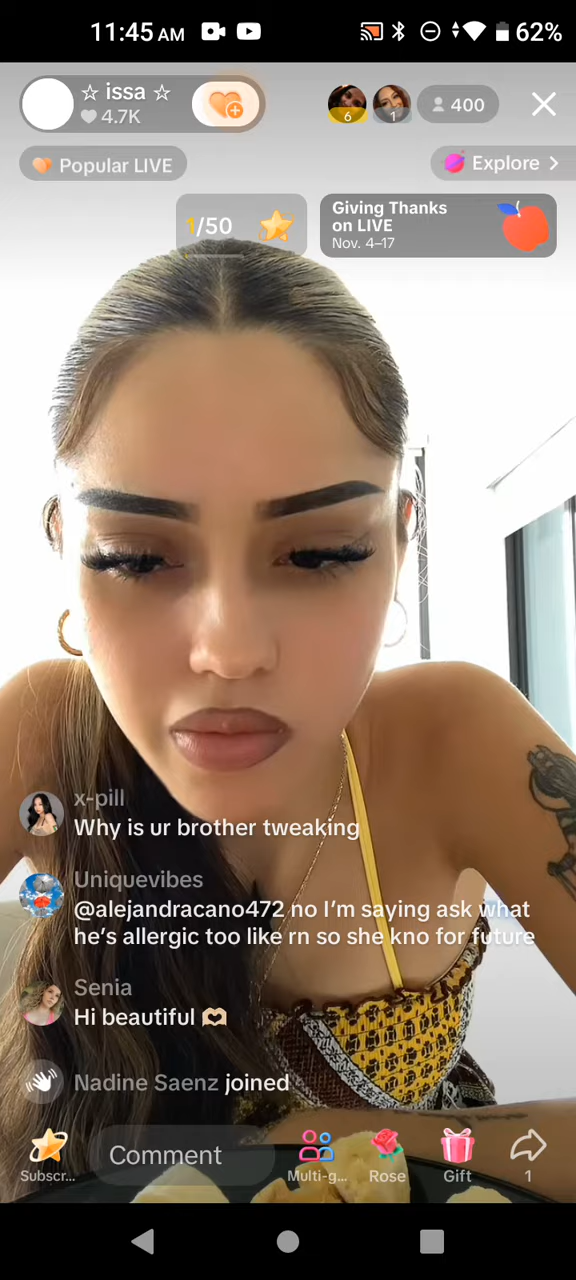 11:45 AM
62%
☆ issa ☆
4.7K
6
1
400
Popular LIVE
Explore >
1/50
Giving Thanks
on LIVE
Nov. 4–17
x-pill
Why is ur brother tweaking
Uniquevibes
@alejandracano472 no I'm saying ask what
he's allergic too like rn so she kno for future
Senia
Hi beautiful 🫶🏼
Nadine Saenz joined
Subscr...
Comment
Multi-g...
Rose
Gift
1